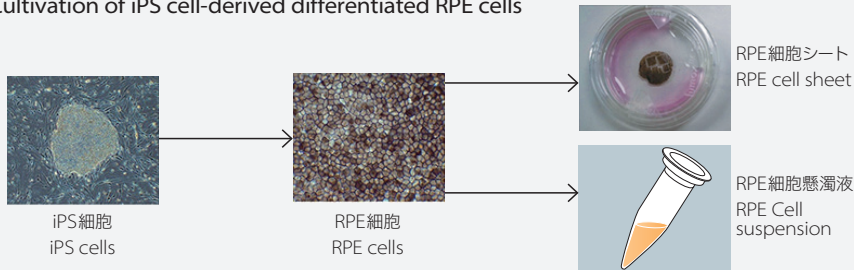 Cultivation of iPS cell-derived differentiated RPE cells
RPE細胞シート
RPE cell sheet
iPS細胞
iPS cells
RPE細胞
RPE cells
RPE細胞懸濁液
RPE Cell
suspension